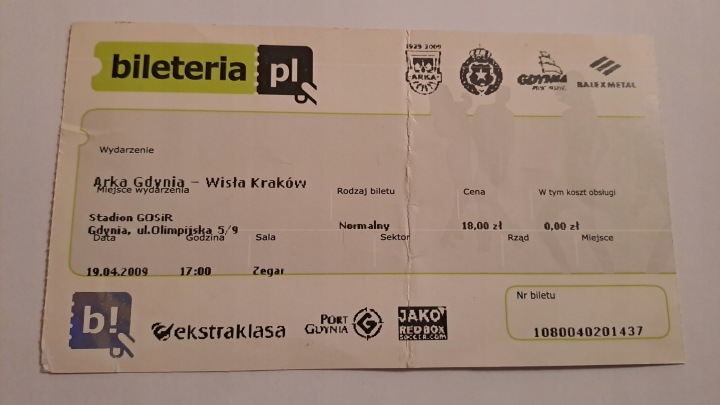 bileteria pl
1929 2009
ARKA
GDYNIA
BALEXMETAL
Wydarzenie
Arka Gdynia – Wisła Kraków
Miejsce wydarzenia
Rodzaj biletu
Cena
W tym koszt obsługi
Stadion GOSiR
Gdynia, ul.Olimpijska 5/9
Normalny
18,00 zł
0,00 zł
Data
Godzina
Sala
Sektor
Rząd
Miejsce
19.04.2009
17:00
Zegar
Nr biletu
1080040201437
b!
ekstraklasa
PORT
GDYNIA
JAKO
REDBOX
SOCCER.COM